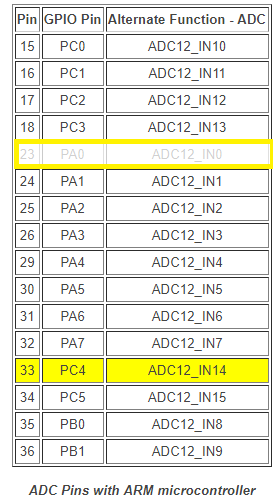 Pin GPIO Pin Alternate Function - ADC
15 PC0 ADC12_IN10
16 PC1 ADC12_IN11
17 PC2 ADC12_IN12
18 PC3 ADC12_IN13
23 PA0 ADC12_IN0
24 PA1 ADC12_IN1
25 PA2 ADC12_IN2
26 PA3 ADC12_IN3
29 PA4 ADC12_IN4
30 PA5 ADC12_IN5
31 PA6 ADC12_IN6
32 PA7 ADC12_IN7
33 PC4 ADC12_IN14
34 PC5 ADC12_IN15
35 PB0 ADC12_IN8
36 PB1 ADC12_IN9
ADC Pins with ARM microcontroller